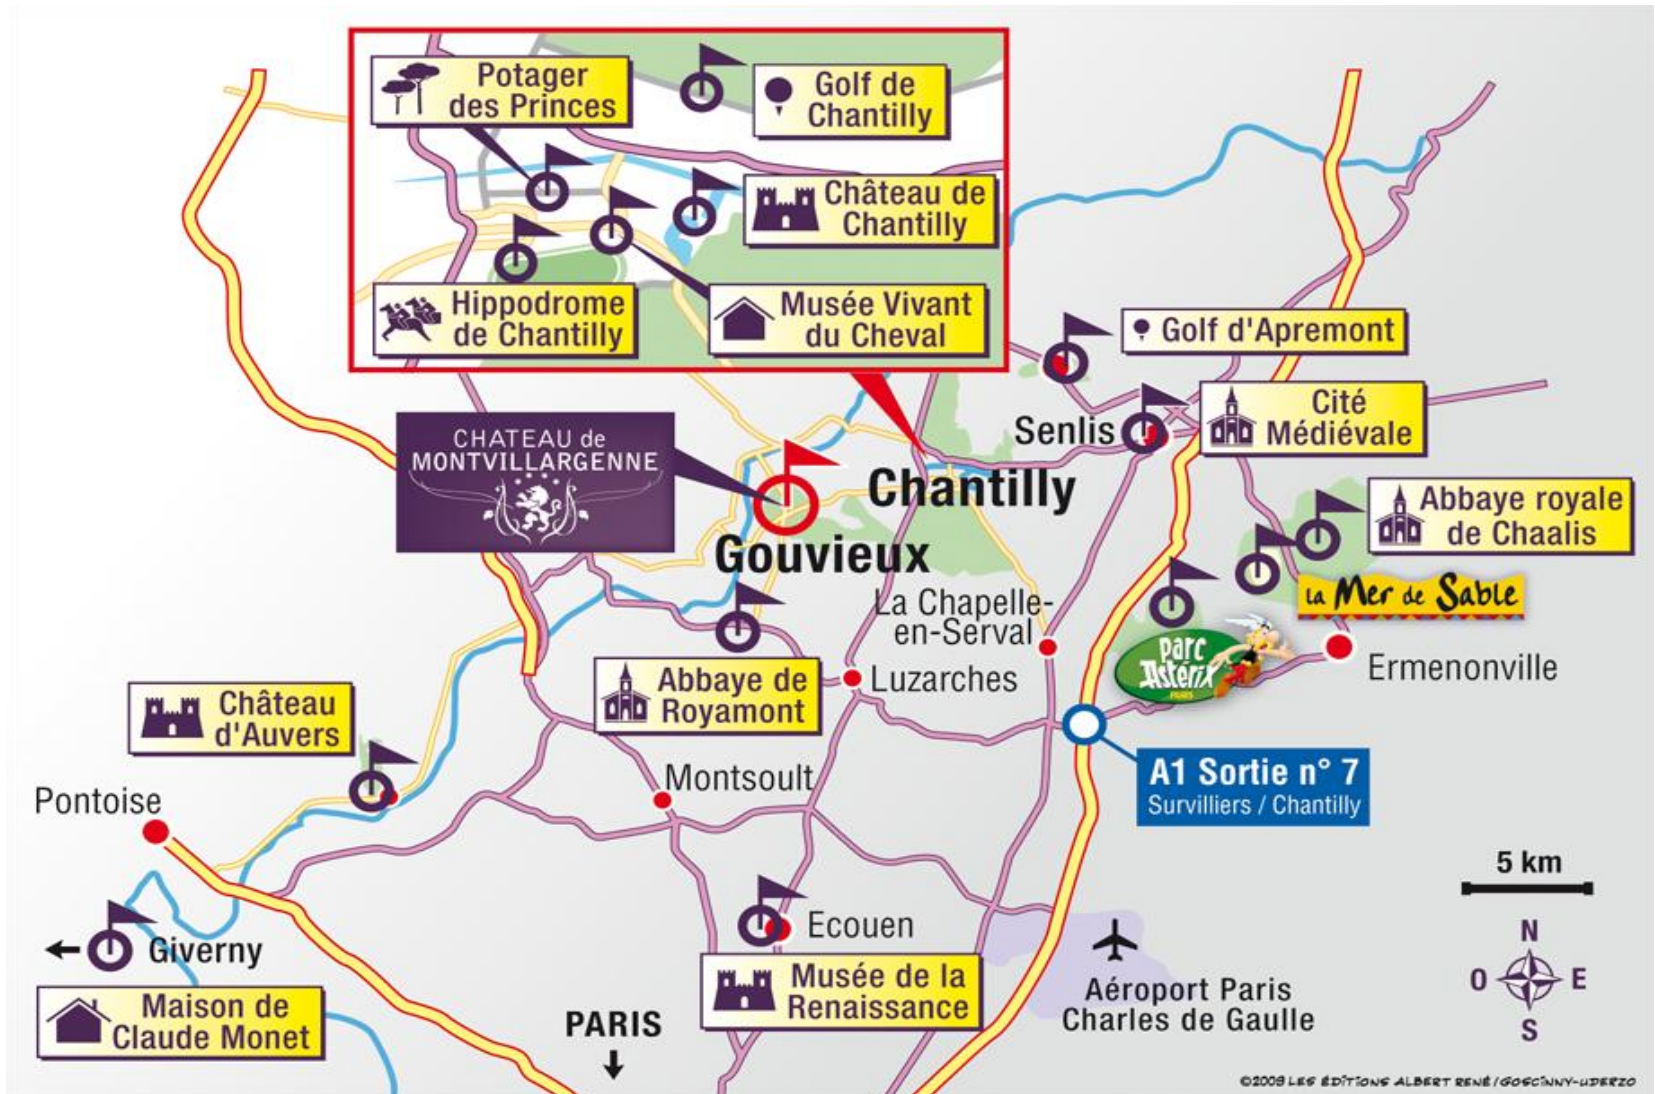 Potager
des Princes
Golf de
Chantilly
Château de
Chantilly
Hippodrome
de Chantilly
Musée Vivant
du Cheval
Golf d'Apremont
Cité
Médiévale
Senlis
CHATEAU de
MONTVILLARGENNE
Chantilly
Gouvieux
Abbaye royale
de Chaalis
La Mer de Sable
La Chapelle-
en-Serval
Parc
Astérix
PARIS
Ermenonville
Abbaye de
Royamont
Luzarches
Château
d'Auvers
A1 Sortie n° 7
Survilliers / Chantilly
Montsoult
Pontoise
5 km
Ecouen
Giverny
N
O
E
S
Musée de la
Renaissance
Aéroport Paris
Charles de Gaulle
Maison de
Claude Monet
PARIS
©2009 LES ÉDITIONS ALBERT RENÉ / GOSCINNY-UDERZO